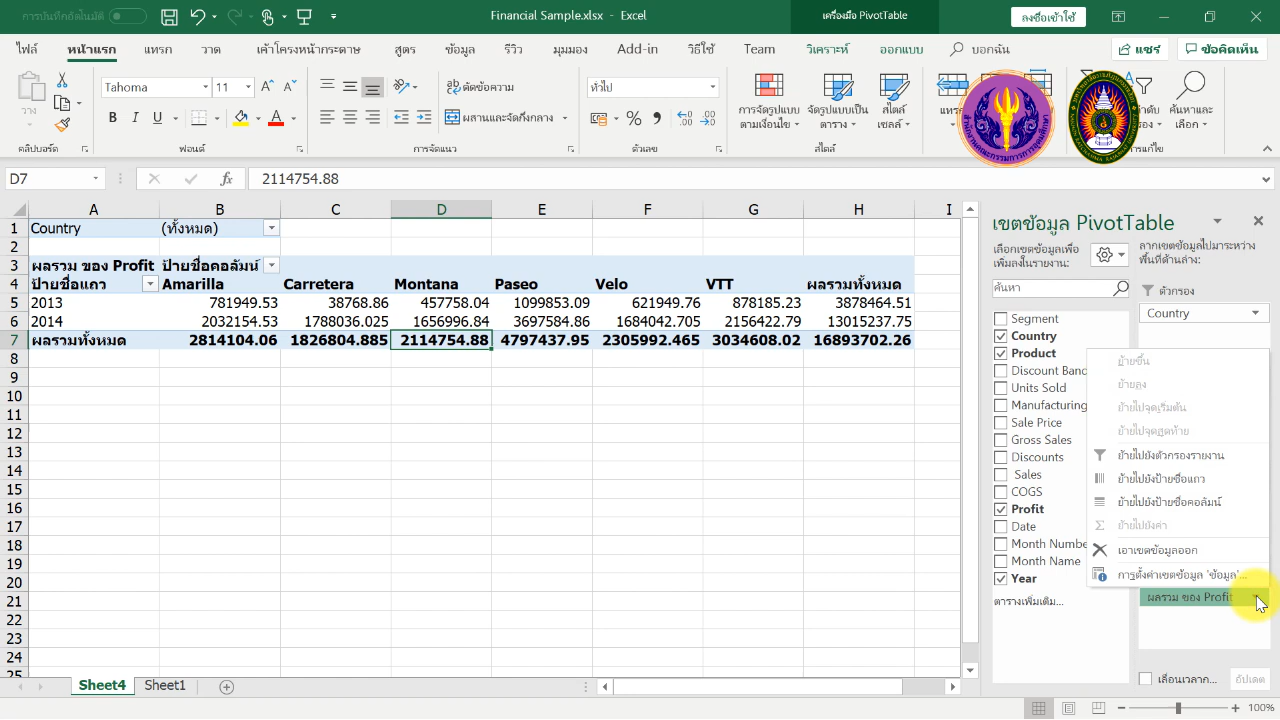 การบันทึกอัตโนมัติ
Financial Sample.xlsx - Excel
เครื่องมือ PivotTable
ลงชื่อเข้าใช้
ไฟล์ หน้าแรก แทรก วาด เค้าโครงหน้ากระดาษ สูตร ข้อมูล รีวิว มุมมอง Add-in วิธีใช้ Team วิเคราะห์ ออกแบบ บอกฉัน แชร์ ข้อคิดเห็น
วาง
Tahoma 11
B I U
ตัดข้อความ
ผสานและจัดกึ่งกลาง
ทั่วไป
การจัดรูปแบบ ตามเงื่อนไข
จัดรูปแบบเป็น ตาราง
สไตล์ เซลล์
ค้นหาและ เลือก
คลิปบอร์ด ฟอนต์ การจัดแนว ตัวเลข สไตล์
D7 fx 2114754.88
A B C D E F G H I
1 Country (ทั้งหมด)
2
3 ผลรวม ของ Profit ป้ายชื่อคอลัมน์
4 ป้ายชื่อแถว Amarilla Carretera Montana Paseo Velo VTT ผลรวมทั้งหมด
5 2013 781949.53 38768.86 457758.04 1099853.09 621949.76 878185.23 3878464.51
6 2014 2032154.53 1788036.025 1656996.84 3697584.86 1684042.705 2156422.79 13015237.75
7 ผลรวมทั้งหมด 2814104.06 1826804.885 2114754.88 4797437.95 2305992.465 3034608.02 16893702.26
8
9
10
11
12
13
14
15
16
17
18
19
20
21
22
23
24
25
เขตข้อมูล PivotTable
เลือกเขตข้อมูลเพื่อ
เพิ่มลงในรายงาน:
ค้นหา
Segment
Country
Product
Discount Band
Units Sold
Manufacturing
Sale Price
Gross Sales
Discounts
Sales
COGS
Profit
Date
Month Numbe
Month Name
Year
ตารางเพิ่มเติม...
ลากเขตข้อมูลไปมาระหว่าง
พื้นที่ด้านล่าง:
ตัวกรอง
Country
ย้ายขึ้น
ย้ายลง
ย้ายไปจุดเริ่มต้น
ย้ายไปจุดสุดท้าย
ย้ายไปยังตัวกรองรายงาน
ย้ายไปยังป้ายชื่อแถว
ย้ายไปยังป้ายชื่อคอลัมน์
ย้ายไปยังค่า
เอาเขตข้อมูลออก
การตั้งค่าเขตข้อมูล 'ข้อมูล'...
ผลรวม ของ Profit
เลื่อนเวลาก... อัปเดต
Sheet4 Sheet1
100%